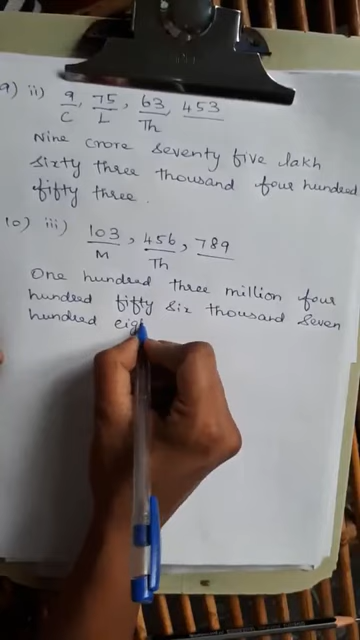 9) ii) 9, 75, 63, 453
C L Th
Nine Crore Seventy five lakh
Sixty three thousand four hundred
fifty three.
10) iii) 103, 456, 789
M Th
One hundred three million four
hundred fifty six thousand Seven
hundred eig